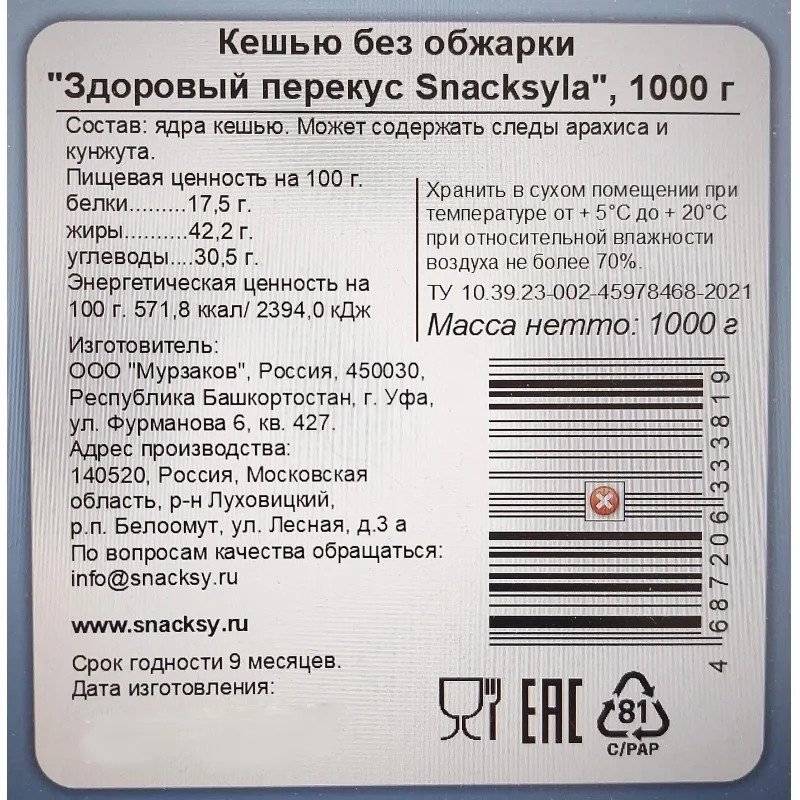 Кешью без обжарки
"Здоровый перекус Snacksyla", 1000 г
Состав: ядра кешью. Может содержать следы арахиса и
кунжута.
Пищевая ценность на 100 г.
белки.........17,5 г.
жиры..........42,2 г.
углеводы....30,5 г.
Энергетическая ценность на
100 г. 571,8 ккал/ 2394,0 кДж
Хранить в сухом помещении при
температуре от + 5°С до + 20°С
при относительной влажности
воздуха не более 70%.
ТУ 10.39.23-002-45978468-2021
Масса нетто: 1000 г
Изготовитель:
ООО "Мурзаков", Россия, 450030,
Республика Башкортостан, г. Уфа,
ул. Фурманова 6, кв. 427.
Адрес производства:
140520, Россия, Московская
область, р-н Луховицкий,
р.п. Белоомут, ул. Лесная, д.3 а
По вопросам качества обращаться:
info@snacksy.ru
www.snacksy.ru
Срок годности 9 месяцев.
Дата изготовления:
4 687206 333819
EAC
81
C/PAP